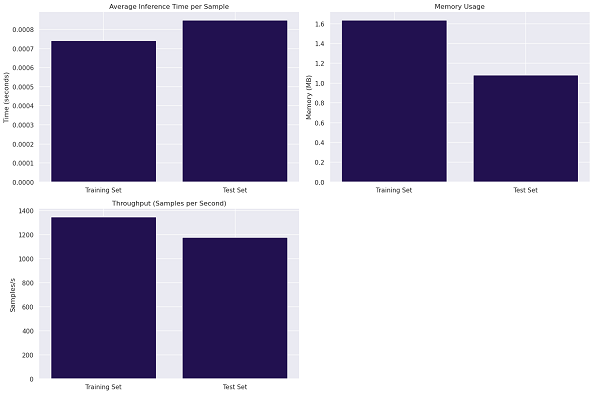 Average Inference Time per Sample
Time (seconds)
0.0008
0.0007
0.0006
0.0005
0.0004
0.0003
0.0002
0.0001
0.0000
Training Set
Test Set
Memory Usage
Memory (MB)
1.6
1.4
1.2
1.0
0.8
0.6
0.4
0.2
0.0
Training Set
Test Set
Throughput (Samples per Second)
Samples/s
1400
1200
1000
800
600
400
200
0
Training Set
Test Set